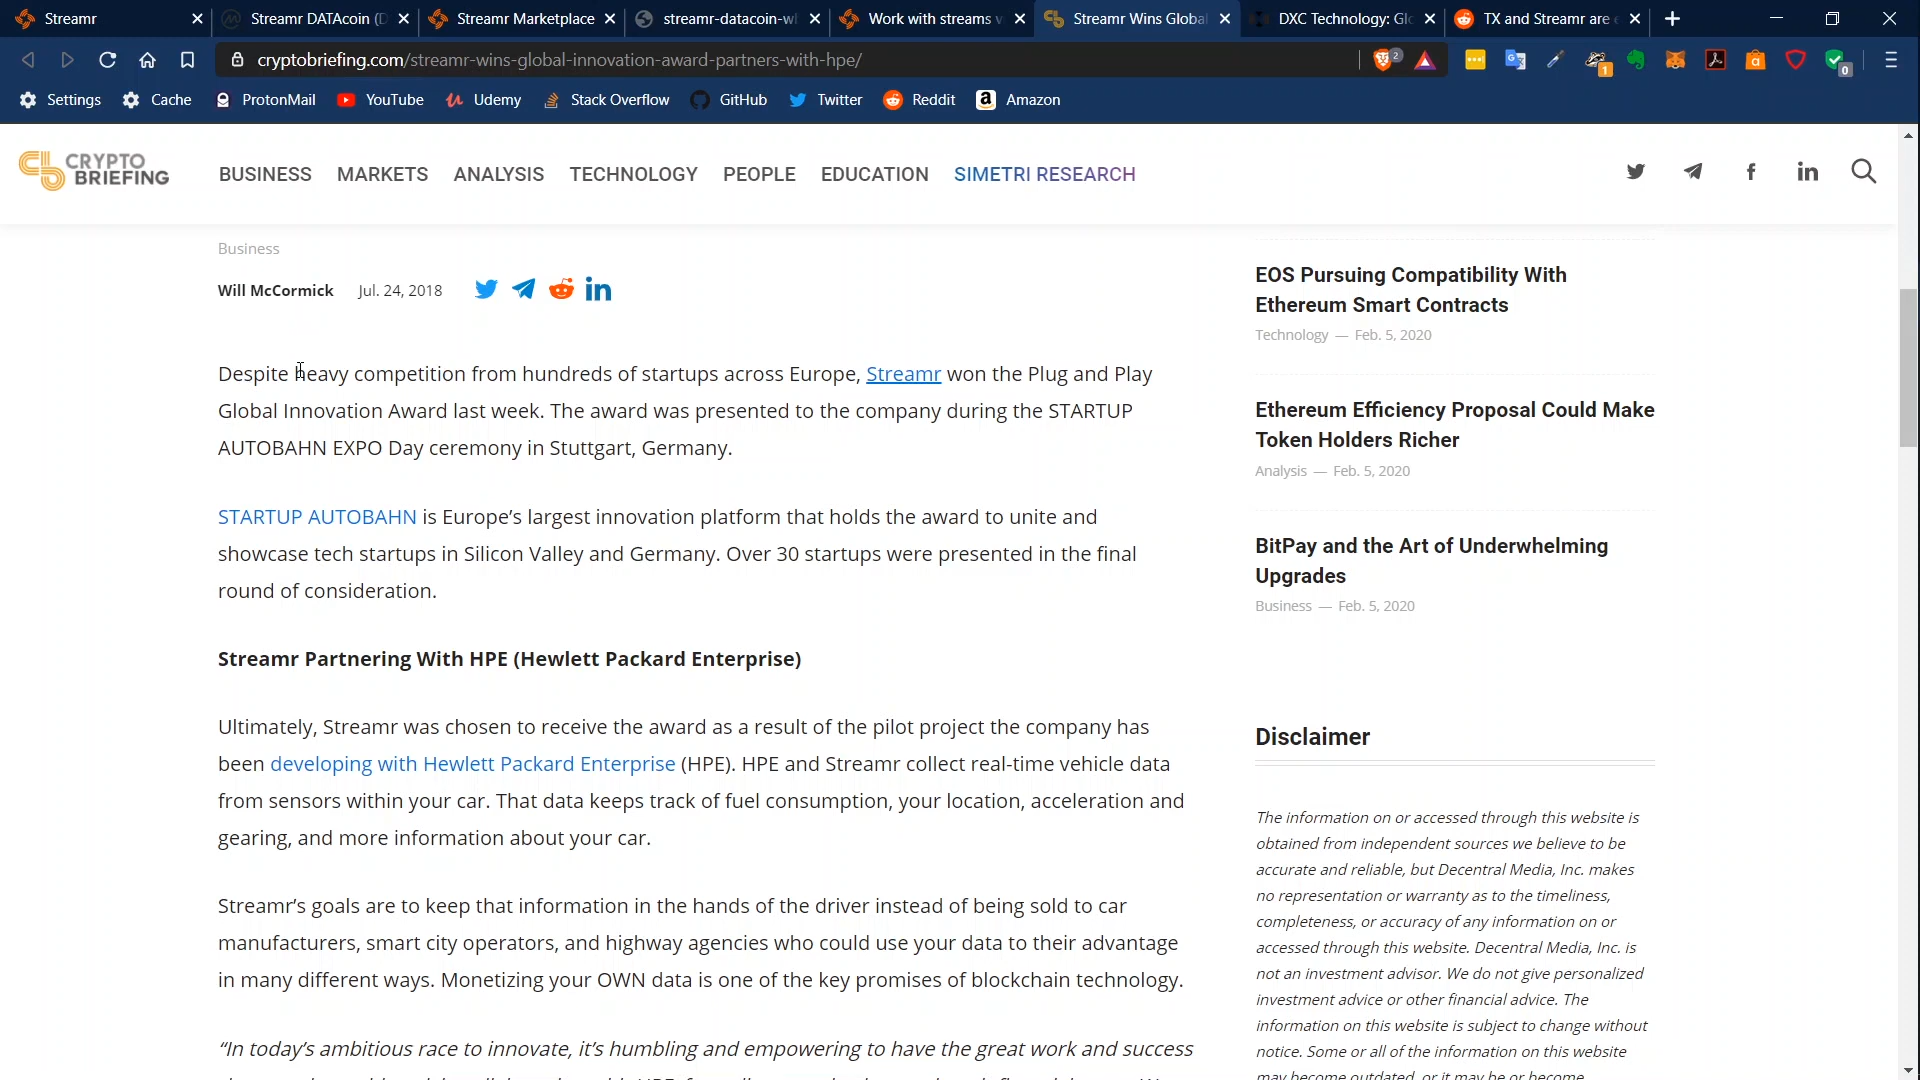 Streamr
Streamr DATAcoin (D
Streamr Marketplace
streamr-datacoin-wh
Work with streams v
Streamr Wins Global
DXC Technology: Glo
TX and Streamr are e
cryptobriefing.com/streamr-wins-global-innovation-award-partners-with-hpe/
2
1
0
Settings
Cache
ProtonMail
YouTube
Udemy
Stack Overflow
GitHub
Twitter
Reddit
Amazon
CRYPTO
BRIEFING
BUSINESS
MARKETS
ANALYSIS
TECHNOLOGY
PEOPLE
EDUCATION
SIMETRI RESEARCH
Business
Will McCormick Jul. 24, 2018
Despite heavy competition from hundreds of startups across Europe, Streamr won the Plug and Play
Global Innovation Award last week. The award was presented to the company during the STARTUP
AUTOBAHN EXPO Day ceremony in Stuttgart, Germany.
STARTUP AUTOBAHN is Europe's largest innovation platform that holds the award to unite and
showcase tech startups in Silicon Valley and Germany. Over 30 startups were presented in the final
round of consideration.
Streamr Partnering With HPE (Hewlett Packard Enterprise)
Ultimately, Streamr was chosen to receive the award as a result of the pilot project the company has
been developing with Hewlett Packard Enterprise (HPE). HPE and Streamr collect real-time vehicle data
from sensors within your car. That data keeps track of fuel consumption, your location, acceleration and
gearing, and more information about your car.
Streamr's goals are to keep that information in the hands of the driver instead of being sold to car
manufacturers, smart city operators, and highway agencies who could use your data to their advantage
in many different ways. Monetizing your OWN data is one of the key promises of blockchain technology.
"In today's ambitious race to innovate, it's humbling and empowering to have the great work and success
EOS Pursuing Compatibility With
Ethereum Smart Contracts
Technology — Feb. 5, 2020
Ethereum Efficiency Proposal Could Make
Token Holders Richer
Analysis — Feb. 5, 2020
BitPay and the Art of Underwhelming
Upgrades
Business — Feb. 5, 2020
Disclaimer
The information on or accessed through this website is
obtained from independent sources we believe to be
accurate and reliable, but Decentral Media, Inc. makes
no representation or warranty as to the timeliness,
completeness, or accuracy of any information on or
accessed through this website. Decentral Media, Inc. is
not an investment advisor. We do not give personalized
investment advice or other financial advice. The
information on this website is subject to change without
notice. Some or all of the information on this website
may become outdated, or it may be or become